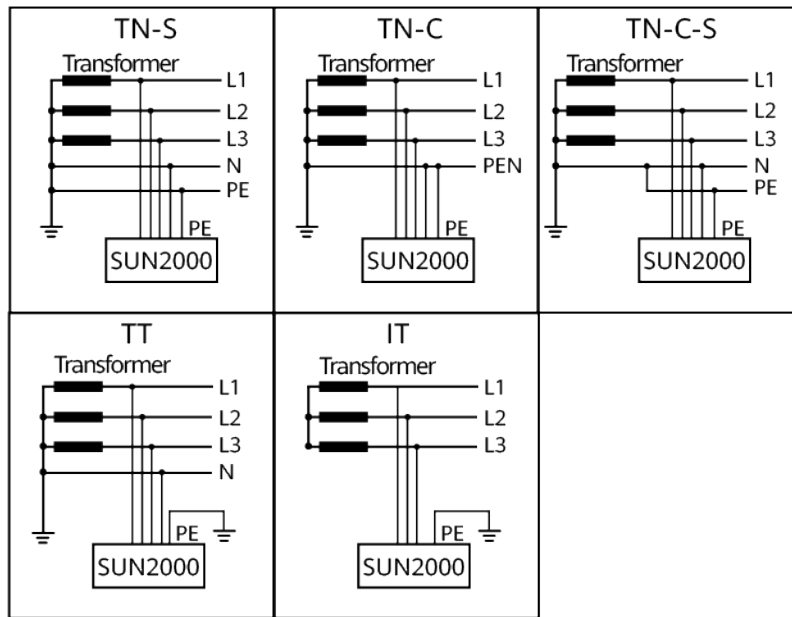 TN-S
Transformer
L1
L2
L3
N
PE
PE
SUN2000
TN-C
Transformer
L1
L2
L3
PEN
PE
SUN2000
TN-C-S
Transformer
L1
L2
L3
N
PE
PE
SUN2000
TT
Transformer
L1
L2
L3
N
PE
SUN2000
IT
Transformer
L1
L2
L3
PE
SUN2000